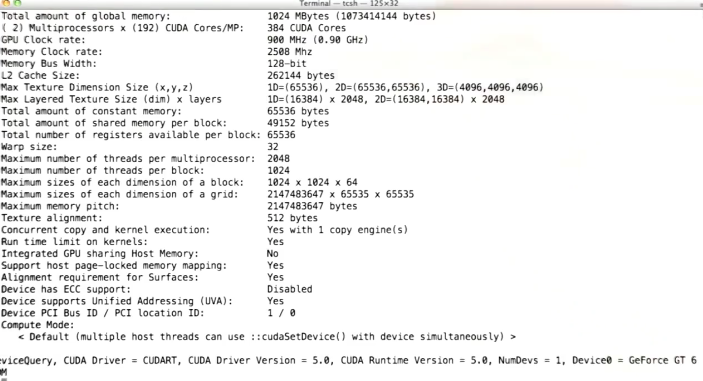 Terminal — tcsh — 125×32
Total amount of global memory: 1024 MBytes (1073414144 bytes)
( 2) Multiprocessors x (192) CUDA Cores/MP: 384 CUDA Cores
GPU Clock rate: 900 MHz (0.90 GHz)
Memory Clock rate: 2508 Mhz
Memory Bus Width: 128-bit
L2 Cache Size: 262144 bytes
Max Texture Dimension Size (x,y,z) 1D=(65536), 2D=(65536,65536), 3D=(4096,4096,4096)
Max Layered Texture Size (dim) x layers 1D=(16384) x 2048, 2D=(16384,16384) x 2048
Total amount of constant memory: 65536 bytes
Total amount of shared memory per block: 49152 bytes
Total number of registers available per block: 65536
Warp size: 32
Maximum number of threads per multiprocessor: 2048
Maximum number of threads per block: 1024
Maximum sizes of each dimension of a block: 1024 x 1024 x 64
Maximum sizes of each dimension of a grid: 2147483647 x 65535 x 65535
Maximum memory pitch: 2147483647 bytes
Texture alignment: 512 bytes
Concurrent copy and kernel execution: Yes with 1 copy engine(s)
Run time limit on kernels: Yes
Integrated GPU sharing Host Memory: No
Support host page-locked memory mapping: Yes
Alignment requirement for Surfaces: Yes
Device has ECC support: Disabled
Device supports Unified Addressing (UVA): Yes
Device PCI Bus ID / PCI location ID: 1 / 0
Compute Mode:
< Default (multiple host threads can use ::cudaSetDevice() with device simultaneously) >
eviceQuery, CUDA Driver = CUDART, CUDA Driver Version = 5.0, CUDA Runtime Version = 5.0, NumDevs = 1, Device0 = GeForce GT 6
M